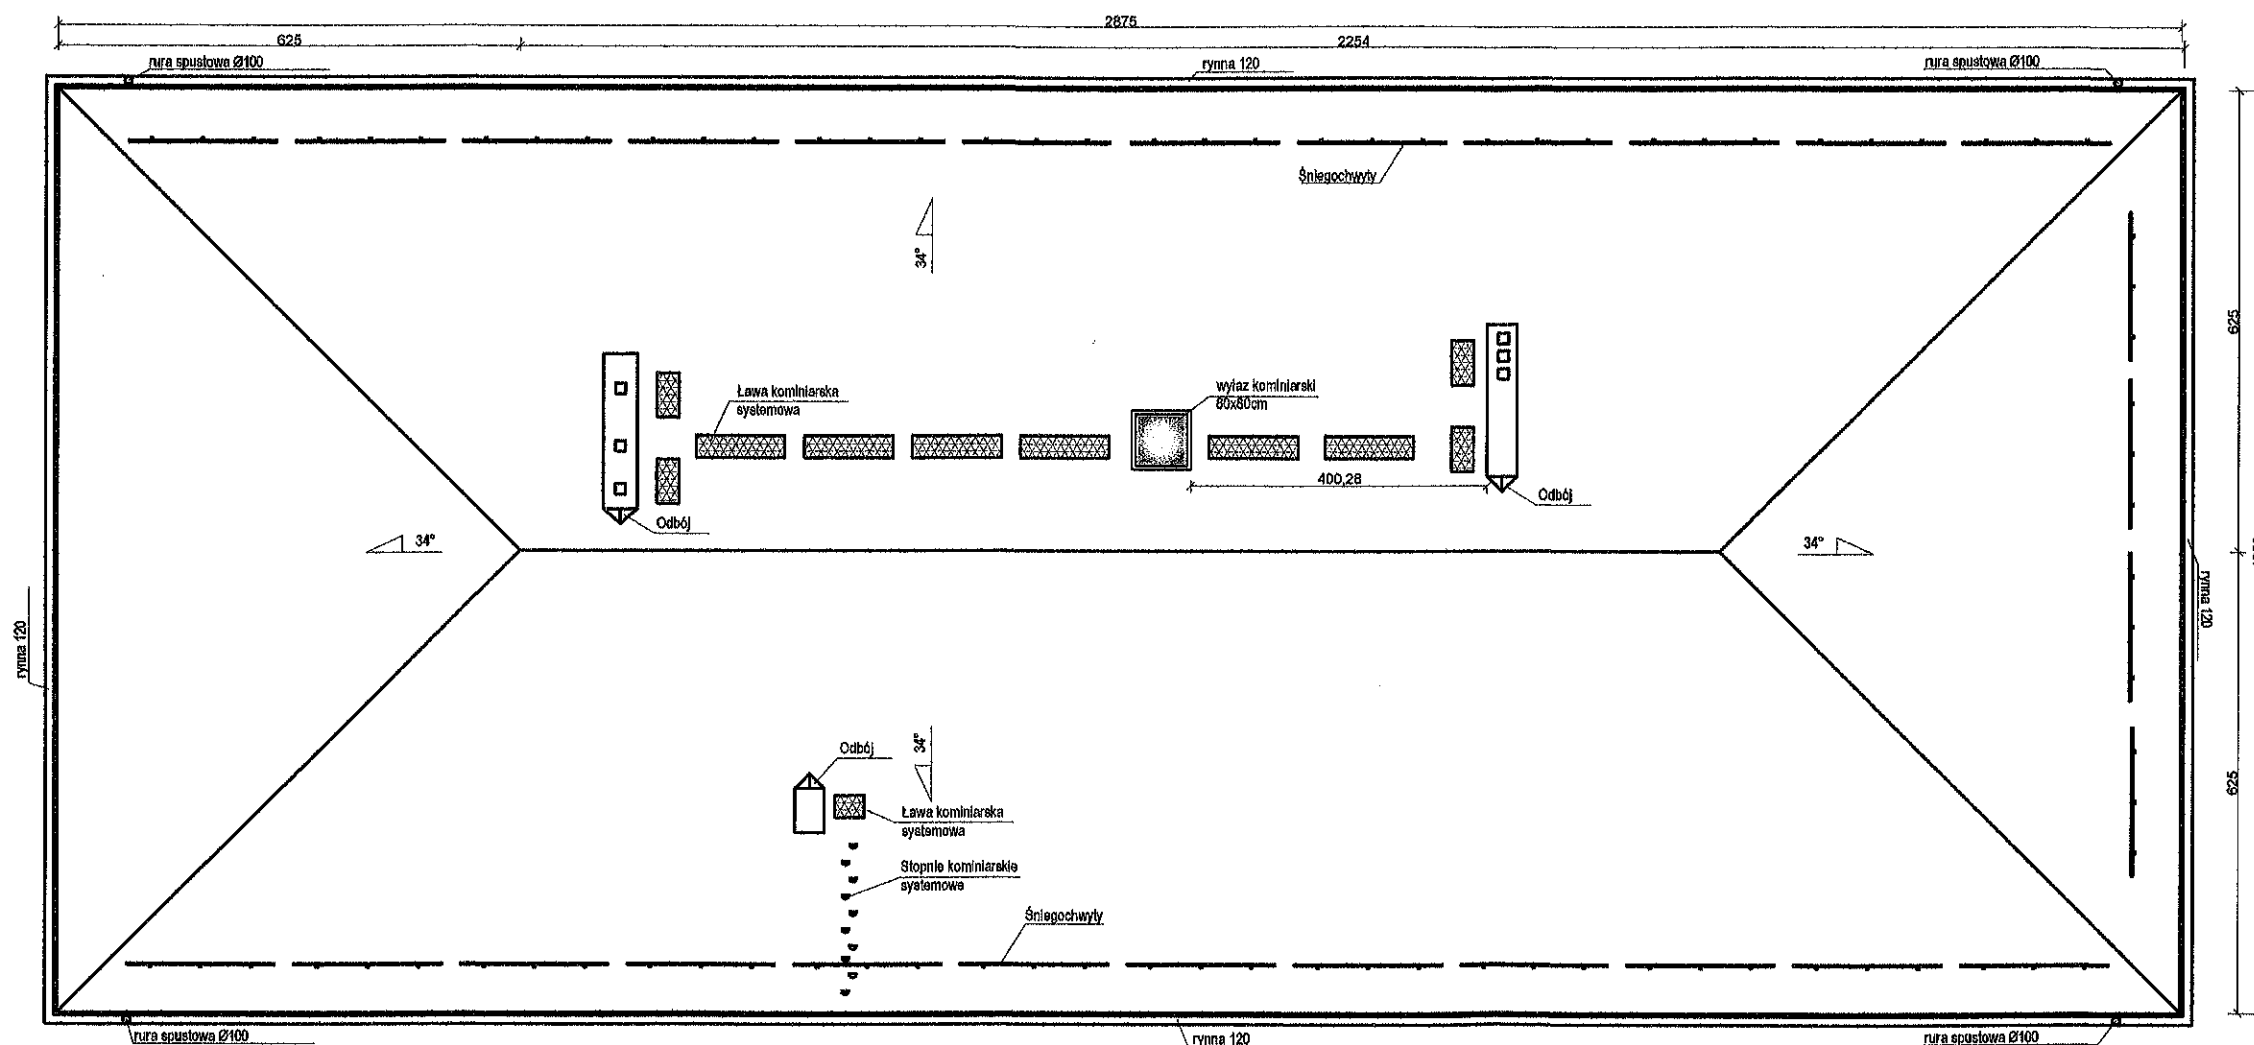 2875
625
2254
rura spustowa Ø100
rynna 120
rura spustowa Ø100
Śniegochwyty
34°
625
Ława kominiarska
systemowa
wyłaz kominiarski
80x80cm
400,28
Odbój
Odbój
34°
34°
rynna 120
rynna 120
625
34°
Odbój
Ława kominiarska
systemowa
Stopnie kominiarskie
systemowe
Śniegochwyty
rura spustowa Ø100
rynna 120
rura spustowa Ø100